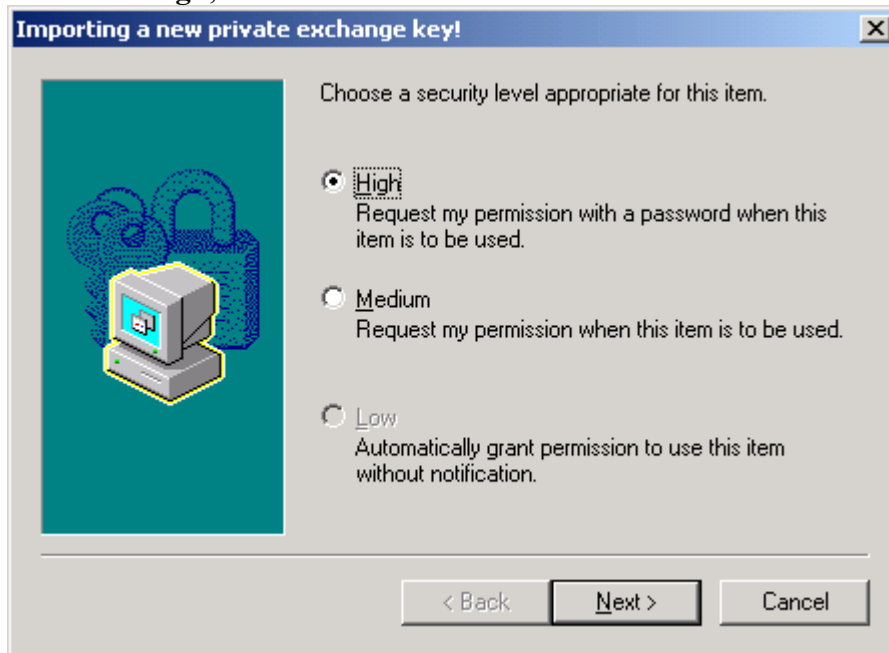 Importing a new private exchange key!
Choose a security level appropriate for this item.
High
Request my permission with a password when this
item is to be used.
Medium
Request my permission when this item is to be used.
Low
Automatically grant permission to use this item
without notification.
< Back
Next >
Cancel